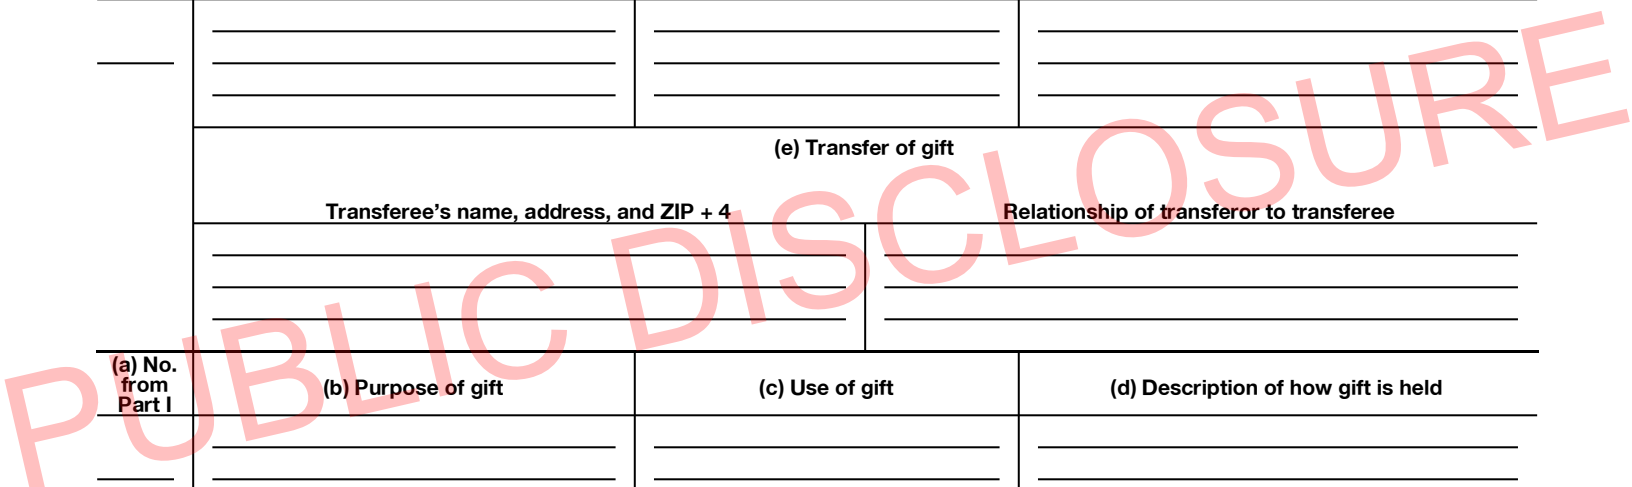 (e) Transfer of gift
Transferee’s name, address, and ZIP + 4
Relationship of transferor to transferee
(a) No.
from
Part I
(b) Purpose of gift
(c) Use of gift
(d) Description of how gift is held
PUBLIC DISCLOSURE